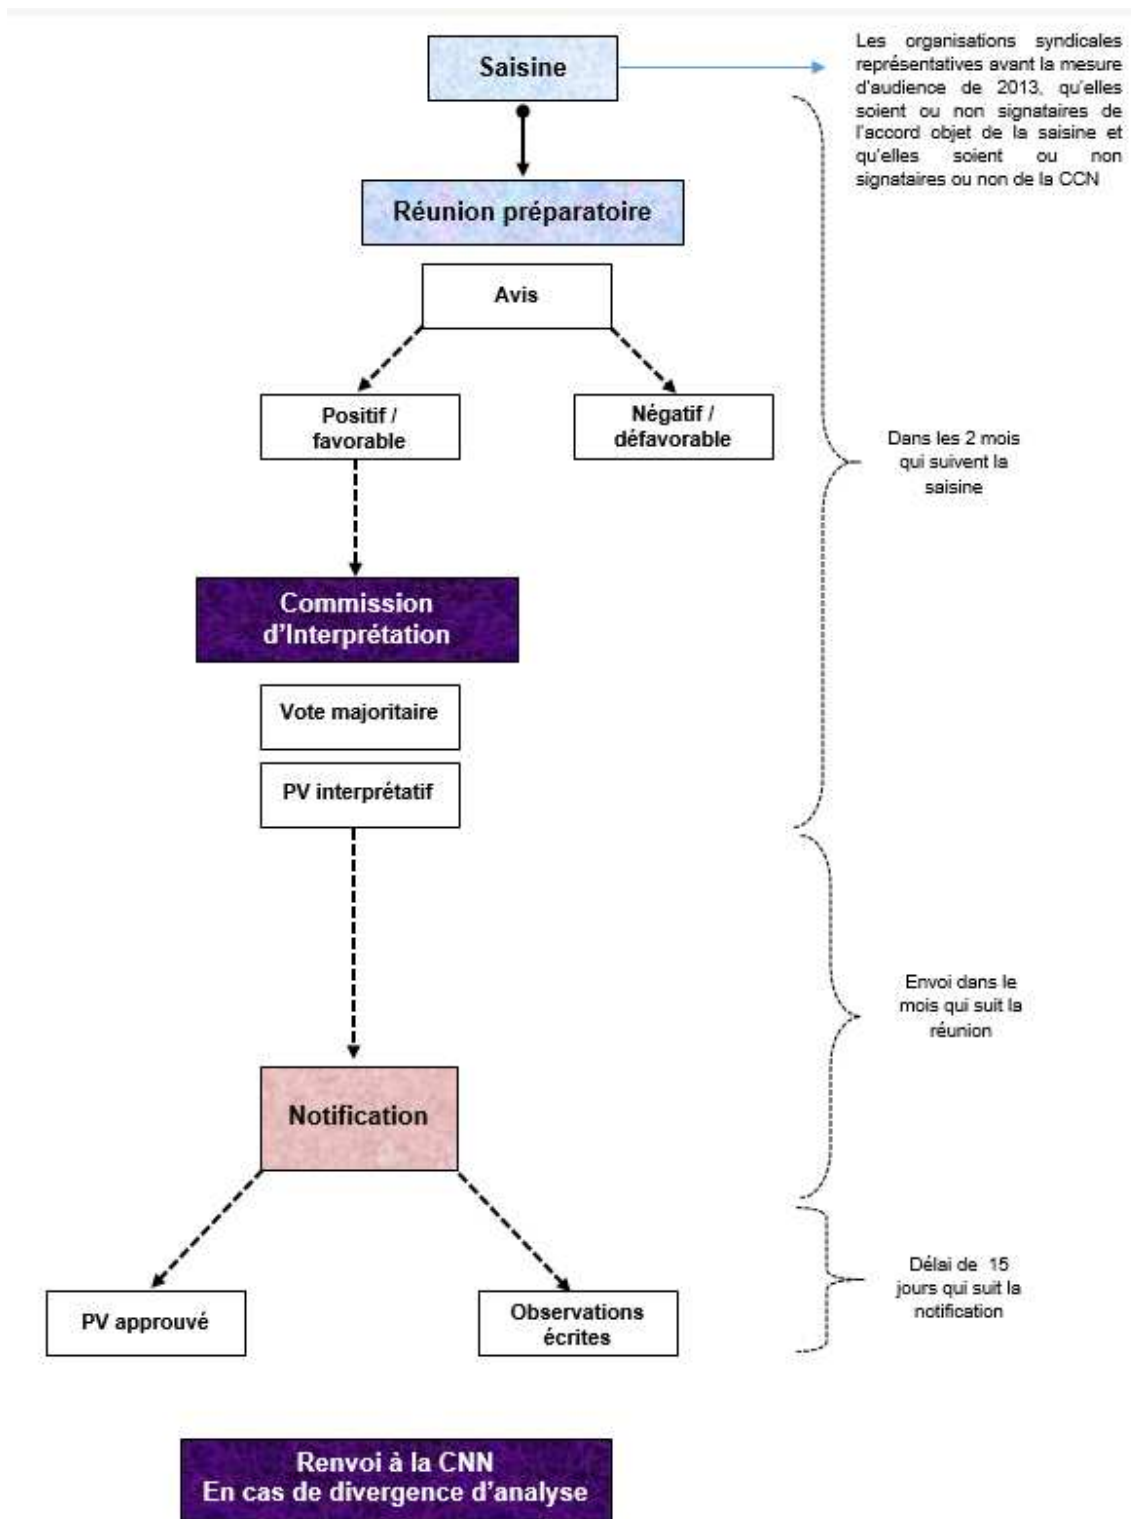 Saisine
Les organisations syndicales
représentatives avant la mesure
d'audience de 2013, qu'elles
soient ou non signataires de
l'accord objet de la saisine et
qu'elles soient ou non
signataires ou non de la CCN
Réunion préparatoire
Avis
Positif /
favorable
Négatif /
défavorable
Dans les 2 mois
qui suivent la
saisine
Commission
d'Interprétation
Vote majoritaire
PV interprétatif
Envoi dans le
mois qui suit la
réunion
Notification
Délai de 15
jours qui suit la
notification
PV approuvé
Observations
écrites
Renvoi à la CNN
En cas de divergence d'analyse